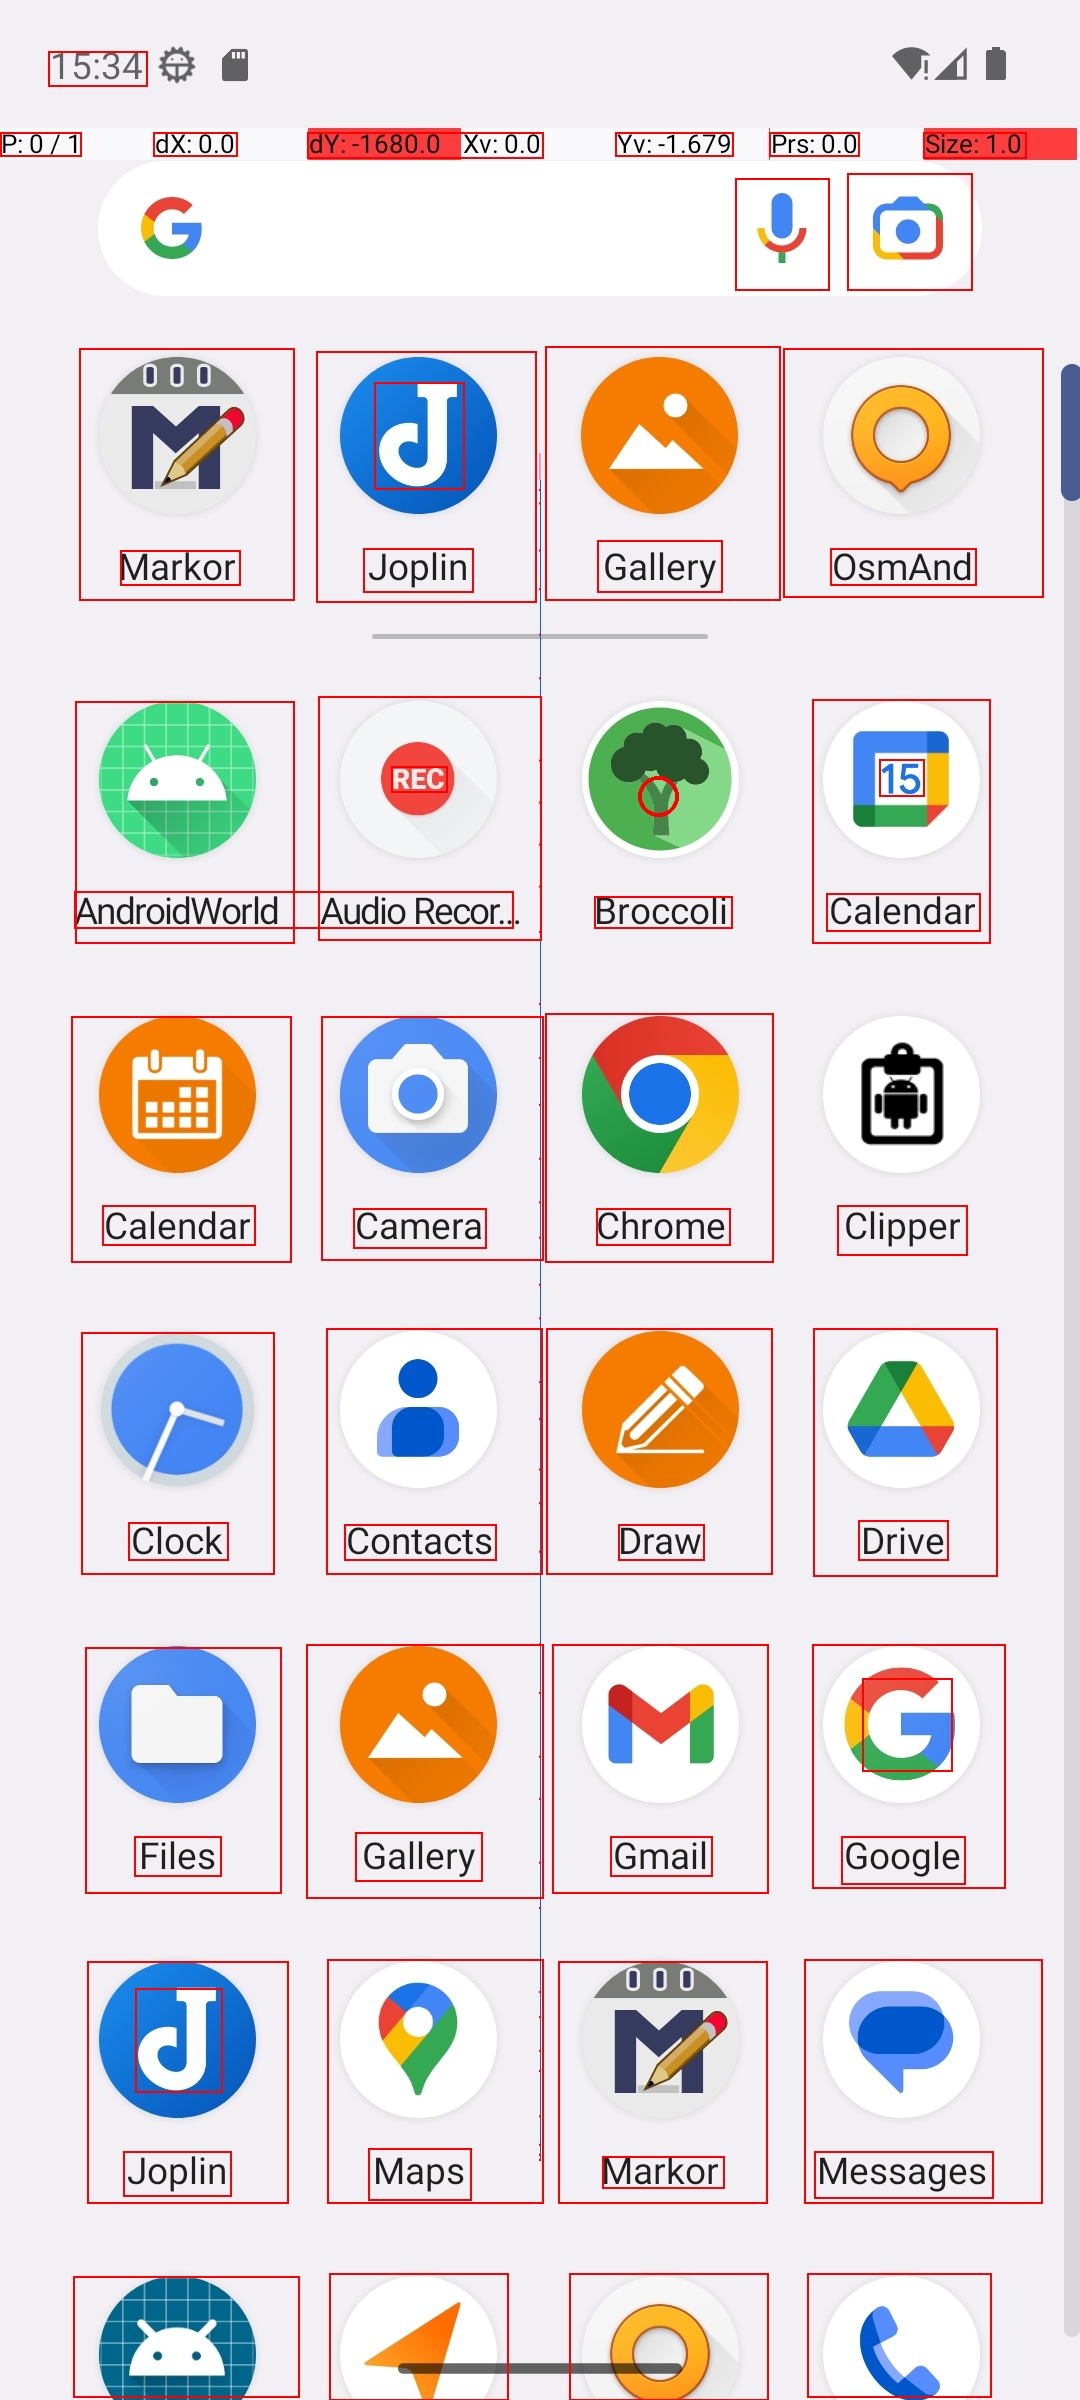 15:34
P: 0 / 1 dX: 0.0 dY: -1680.0 Xv: 0.0 Yv: -1.679 Prs: 0.0 Size: 1.0
Markor Joplin Gallery OsmAnd
REC 15
AndroidWorld Audio Recor... Broccoli Calendar
Calendar Camera Chrome Clipper
Clock Contacts Draw Drive
Files Gallery Gmail Google
Joplin Maps Markor Messages